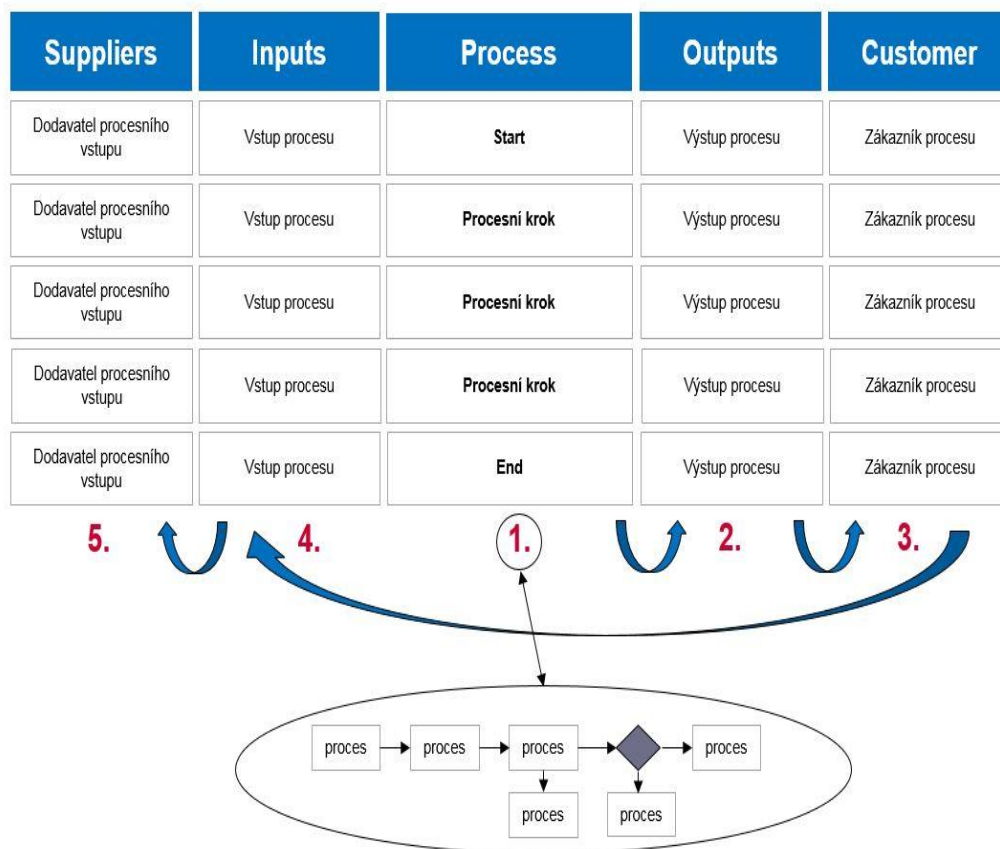 Suppliers Inputs Process Outputs Customer
Dodavatel procesního
vstupu
Vstup procesu
Start
Výstup procesu
Zákazník procesu
Dodavatel procesního
vstupu
Vstup procesu
Procesní krok
Výstup procesu
Zákazník procesu
Dodavatel procesního
vstupu
Vstup procesu
Procesní krok
Výstup procesu
Zákazník procesu
Dodavatel procesního
vstupu
Vstup procesu
Procesní krok
Výstup procesu
Zákazník procesu
Dodavatel procesního
vstupu
Vstup procesu
End
Výstup procesu
Zákazník procesu
5. 4. 1. 2. 3.
proces proces proces proces
proces proces